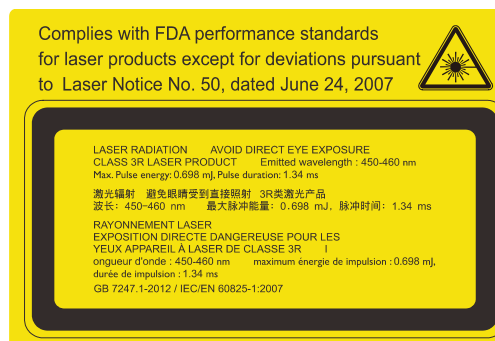 Complies with FDA performance standards
for laser products except for deviations pursuant
to Laser Notice No. 50, dated June 24, 2007
LASER RADIATION AVOID DIRECT EYE EXPOSURE
CLASS 3R LASER PRODUCT Emitted wavelength : 450-460 nm
Max. Pulse energy: 0.698 mJ, Pulse duration: 1.34 ms
激光辐射 避免眼睛受到直接照射 3R类激光产品
波长：450-460 nm 最大脉冲能量：0.698 mJ，脉冲时间：1.34 ms
RAYONNEMENT LASER
EXPOSITION DIRECTE DANGEREUSE POUR LES
YEUX APPAREIL À LASER DE CLASSE 3R l
ongueur d'onde : 450-460 nm maximum énergie de impulsion : 0.698 mJ,
durée de impulsion : 1.34 ms
GB 7247.1-2012 / IEC/EN 60825-1:2007